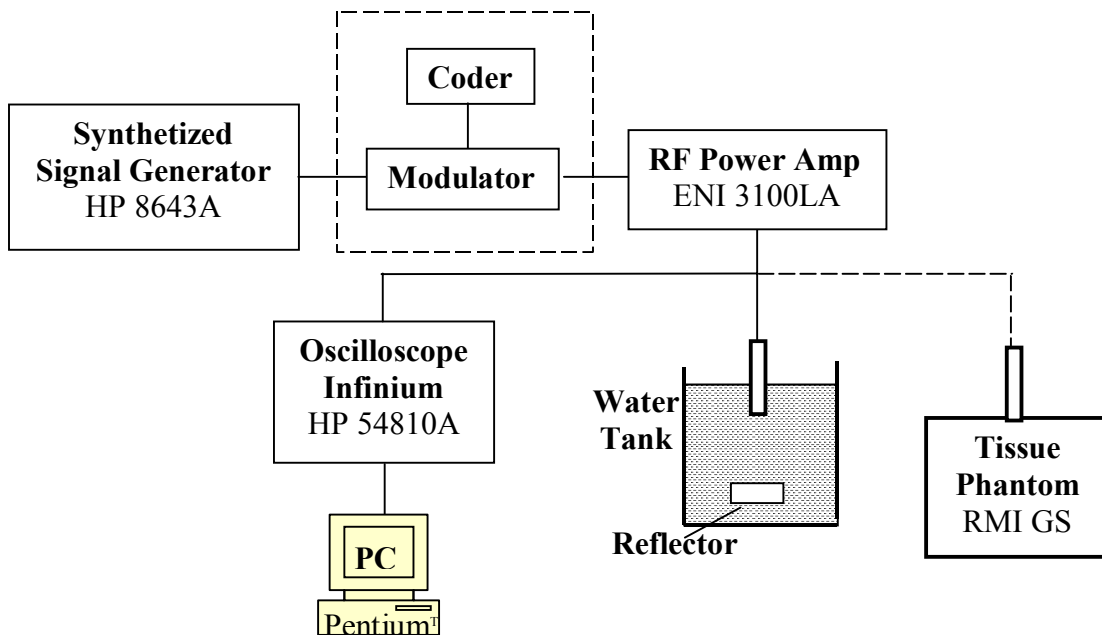 Coder
Synthetized
Signal Generator
HP 8643A
Modulator
RF Power Amp
ENI 3100LA
Oscilloscope
Infinium
HP 54810A
Water
Tank
Reflector
Tissue
Phantom
RMI GS
PC
Pentium T